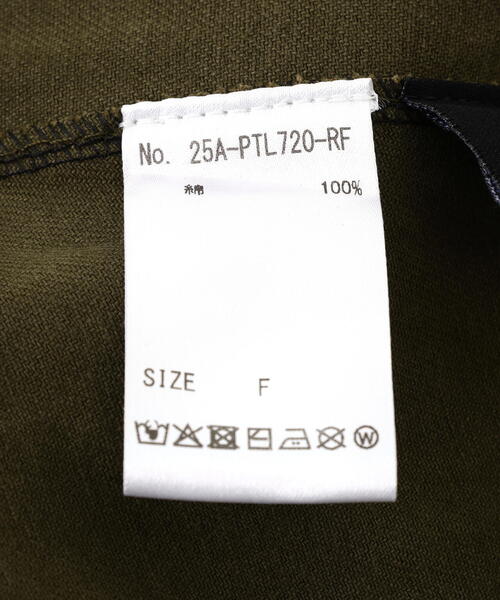 No. 25A-PTL720-RF
綿 100%
SIZE F
W